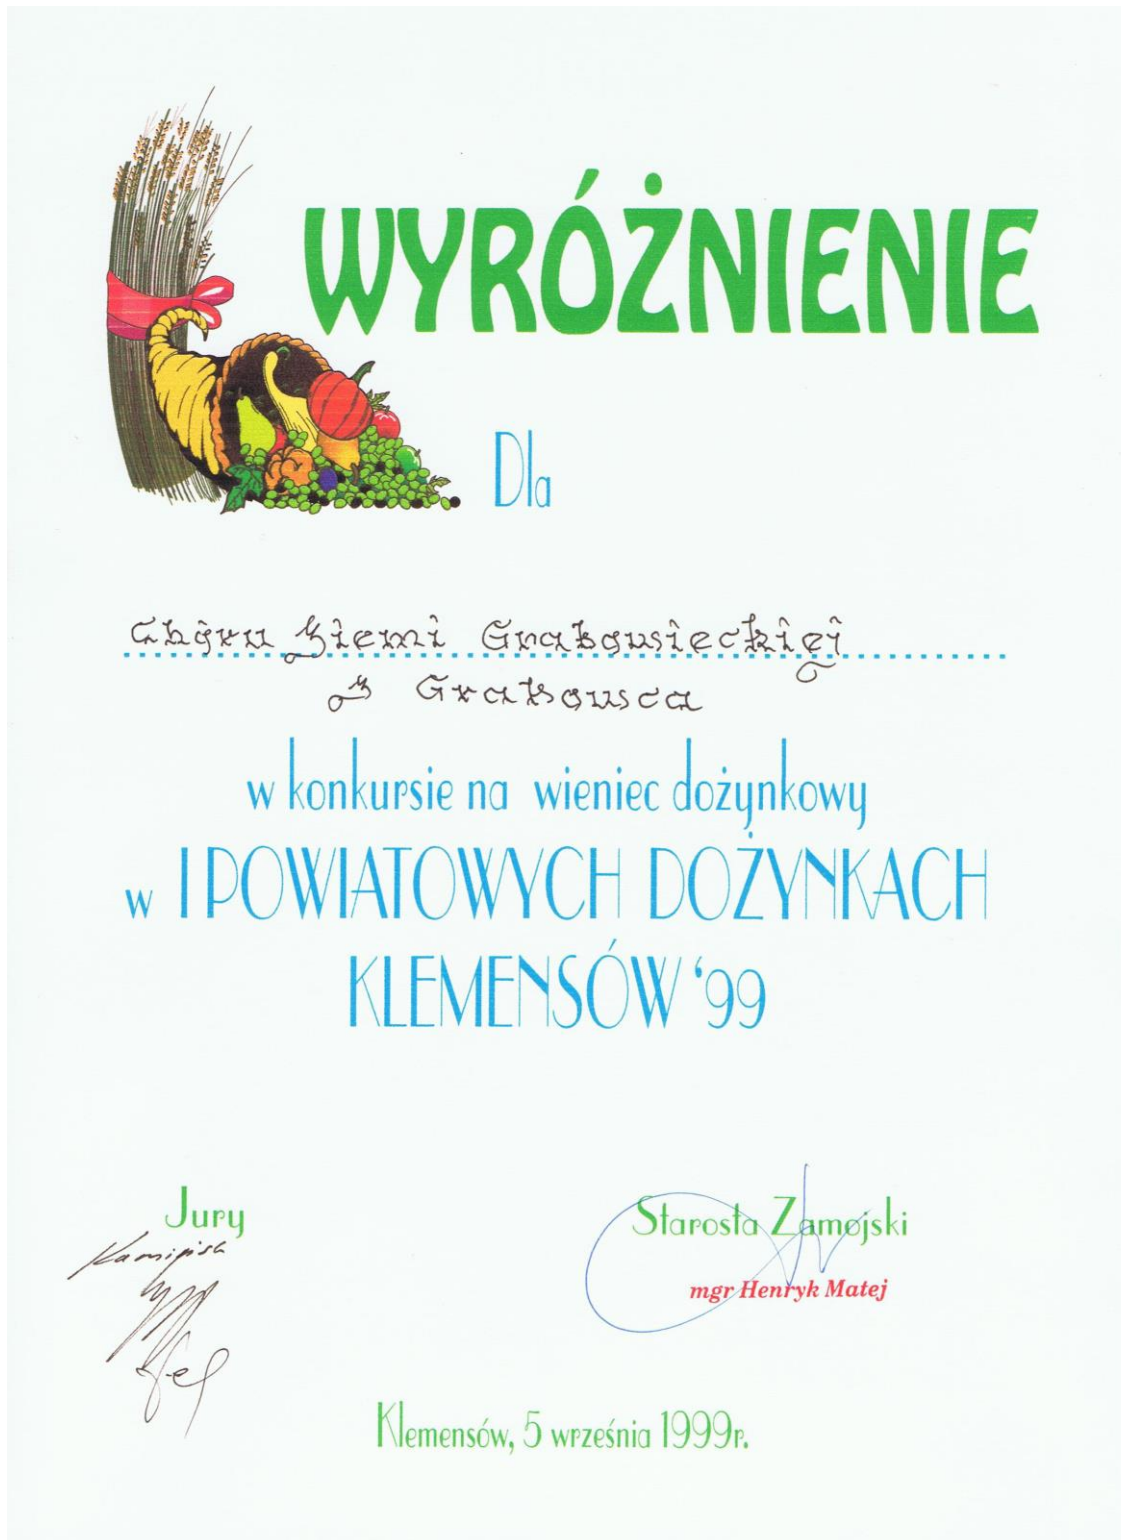 WYRÓŻNIENIE
Dla
Chóru Ziemi Grabowieckiej
z Grabowca
w konkursie na wieniec dożynkowy
w I POWIATOWYCH DOŻYNKACH
KLEMENSÓW '99
Jury
Starosta Zamojski
mgr Henryk Matej
Klemensów, 5 września 1999r.